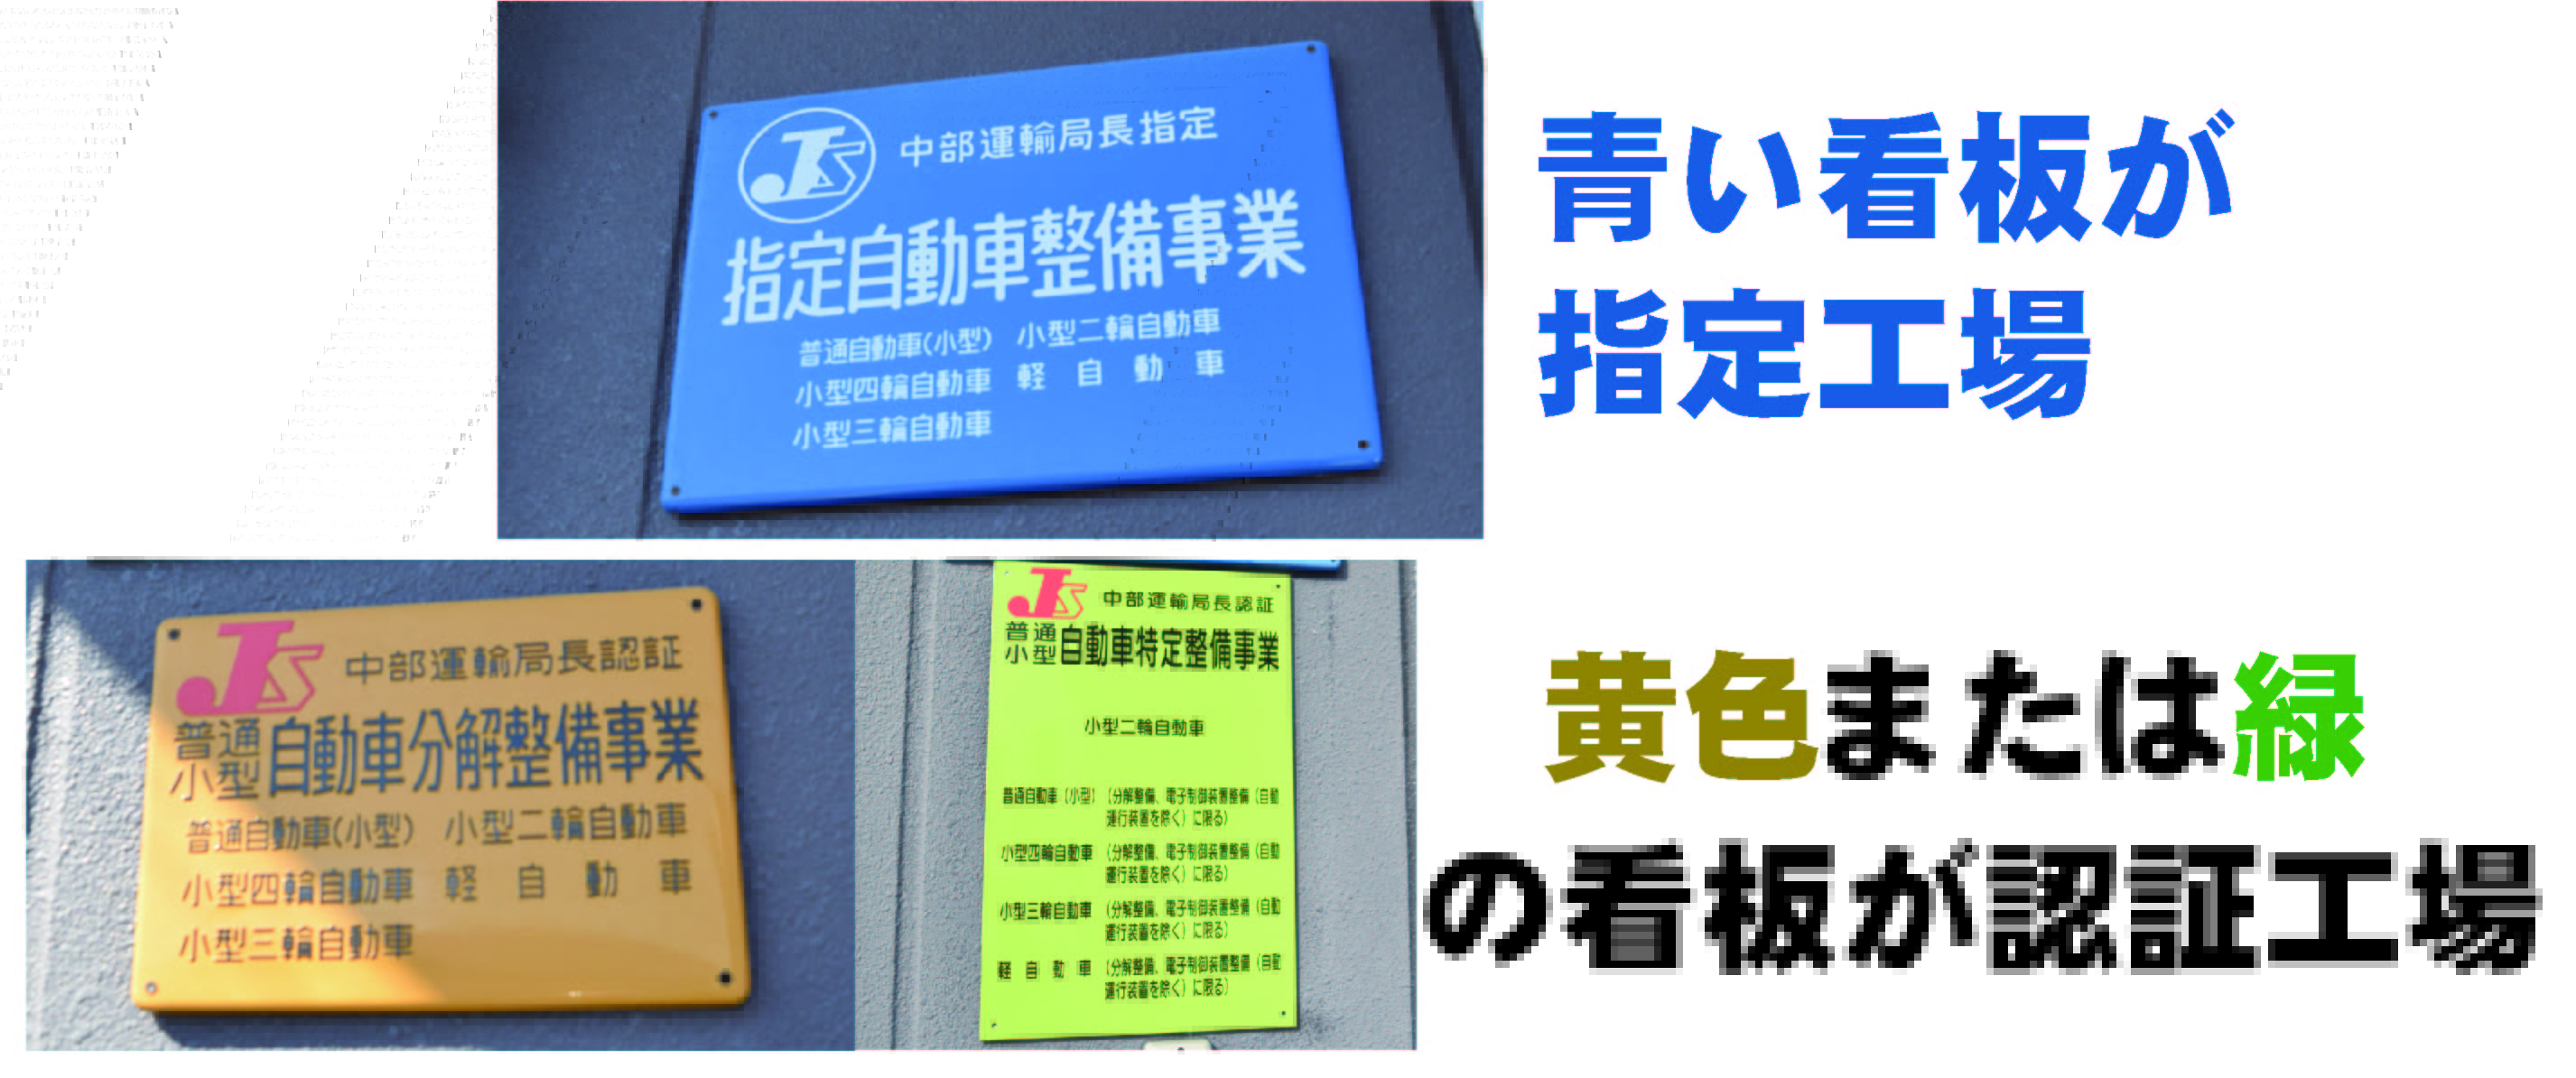 JS 中部運輸局長指定
指定自動車整備事業
普通自動車(小型) 小型二輪自動車
小型四輪自動車 軽自動車
小型三輪自動車
青い看板が
指定工場
JS 中部運輸局長認証
普通
小型 自動車分解整備事業
普通自動車(小型) 小型二輪自動車
小型四輪自動車 軽自動車
小型三輪自動車
JS 中部運輸局長認証
普通
小型 自動車特定整備事業
小型二輪自動車
普通自動車(小型) (分解整備、電子制御装置整備(自動
運行装置を除く)に限る)
小型四輪自動車 (分解整備、電子制御装置整備(自動
運行装置を除く)に限る)
小型三輪自動車 (分解整備、電子制御装置整備(自動
運行装置を除く)に限る)
軽自動車 (分解整備、電子制御装置整備(自動
運行装置を除く)に限る)
黄色または緑
の看板が認証工場